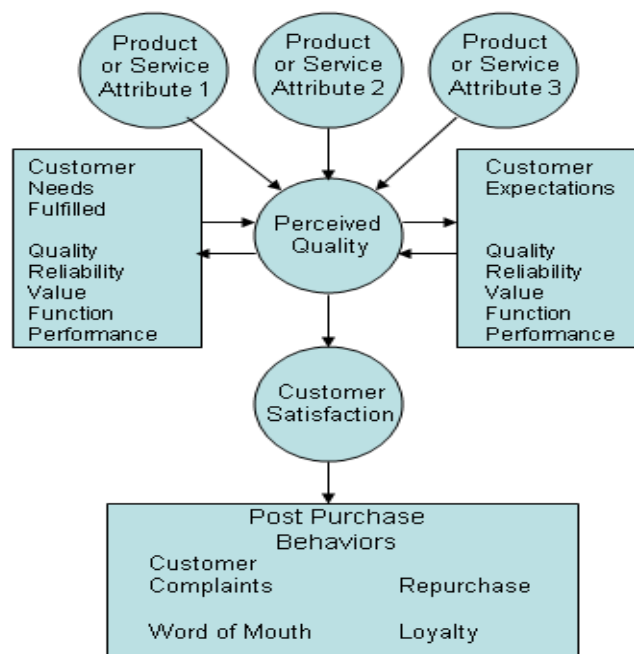 Product
or Service
Attribute 1
Product
or Service
Attribute 2
Product
or Service
Attribute 3
Customer
Needs
Fulfilled
Quality
Reliability
Value
Function
Performance
Perceived
Quality
Customer
Expectations
Quality
Reliability
Value
Function
Performance
Customer
Satisfaction
Post Purchase
Behaviors
Customer
Complaints
Repurchase
Word of Mouth
Loyalty